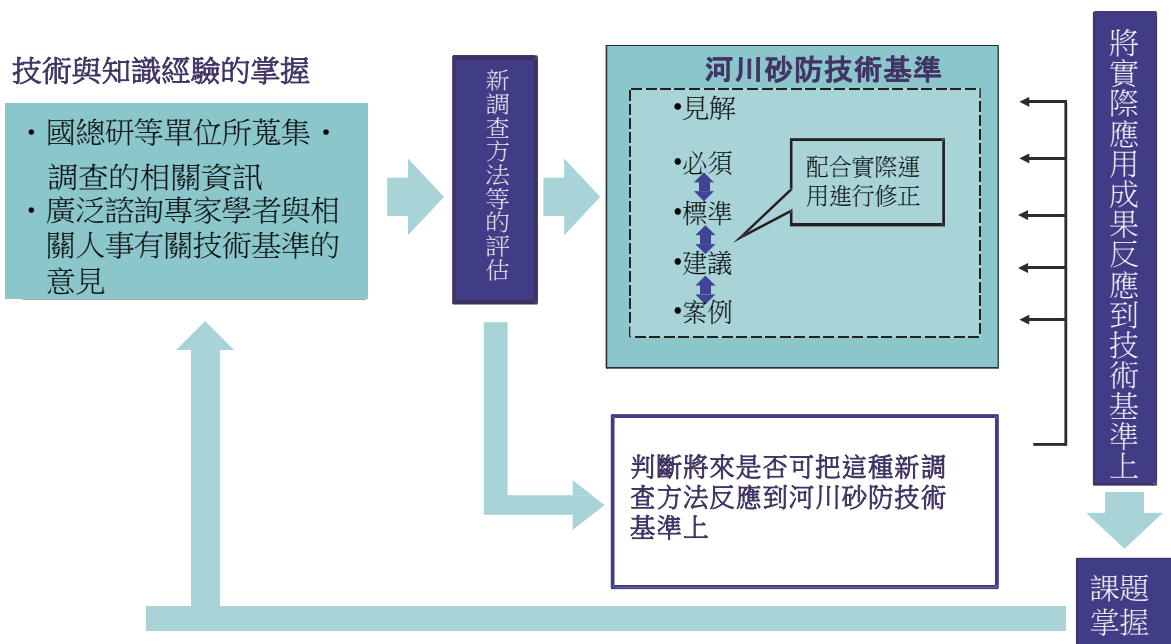 技術與知識經驗的掌握
・國總研等單位所蒐集・
調查的相關資訊
・廣泛諮詢專家學者與相
關人事有關技術基準的
意見
新調查方法等的評估
河川砂防技術基準
•見解
•必須
•標準
•建議
•案例
配合實際運
用進行修正
判斷將來是否可把這種新調
查方法反應到河川砂防技術
基準上
將實際應用成果反應到技術基準上
課題
掌握